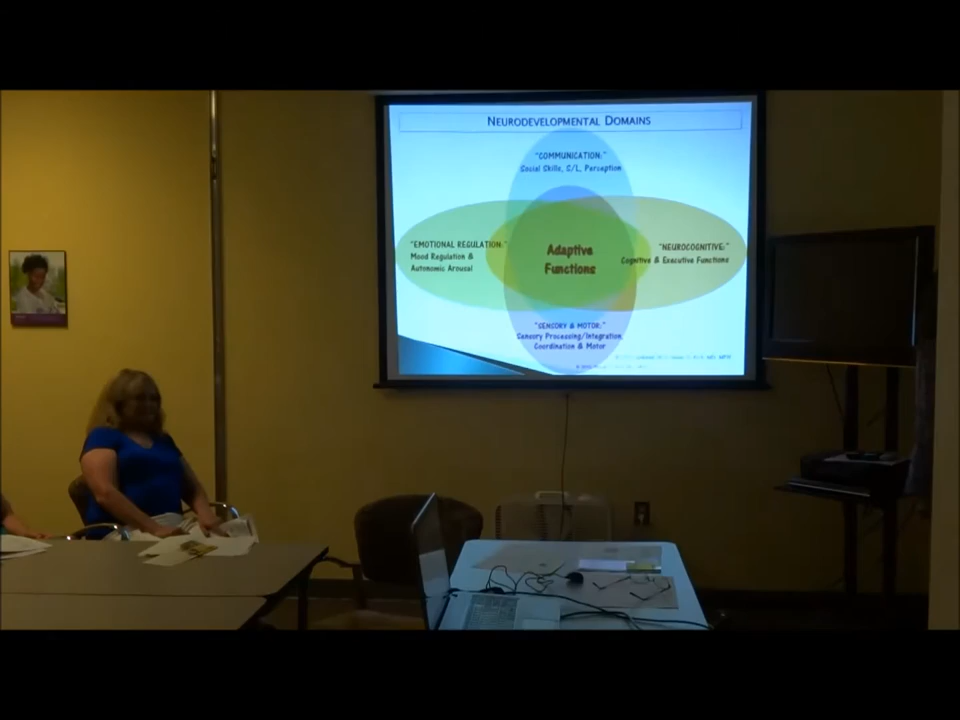 NEURODEVELOPMENTAL DOMAINS
"COMMUNICATION:"
Social Skills, S/L, Perception
"EMOTIONAL REGULATION:"
Mood Regulation &
Autonomic Arousal
Adaptive
Functions
"NEUROCOGNITIVE:"
Cognitive & Executive Functions
"SENSORY & MOTOR:"
Sensory Processing/Integration,
Coordination & Motor